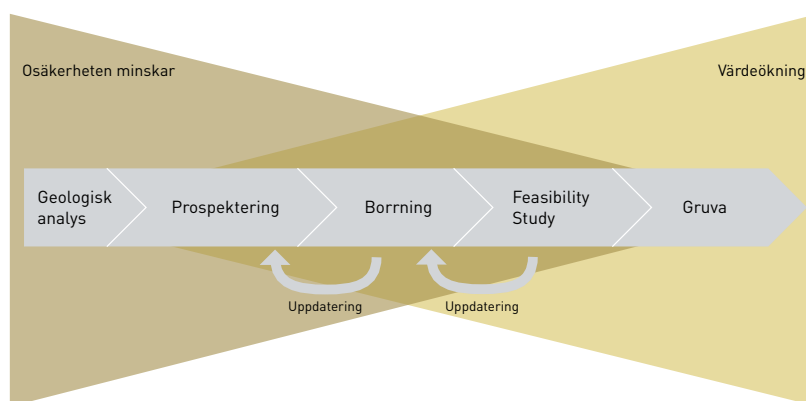 Osäkerheten minskar
Värdeökning
Geologisk
analys
Prospektering
Borrning
Feasibility
Study
Gruva
Uppdatering
Uppdatering